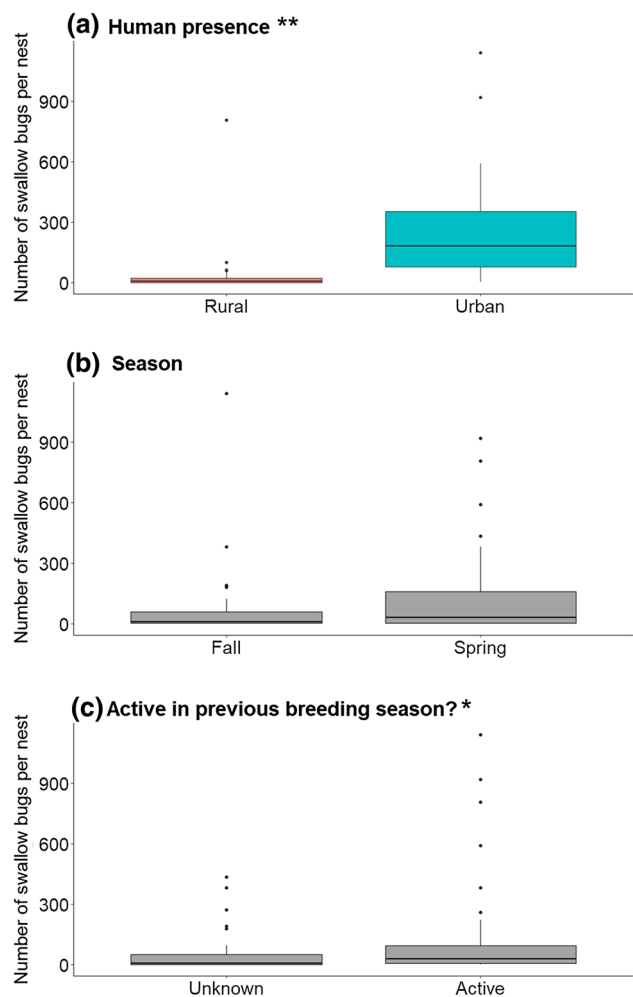 (a) Human presence **
Number of swallow bugs per nest
900
600
300
0
Rural
Urban
(b) Season
Number of swallow bugs per nest
900
600
300
0
Fall
Spring
(c) Active in previous breeding season? *
Number of swallow bugs per nest
900
600
300
0
Unknown
Active